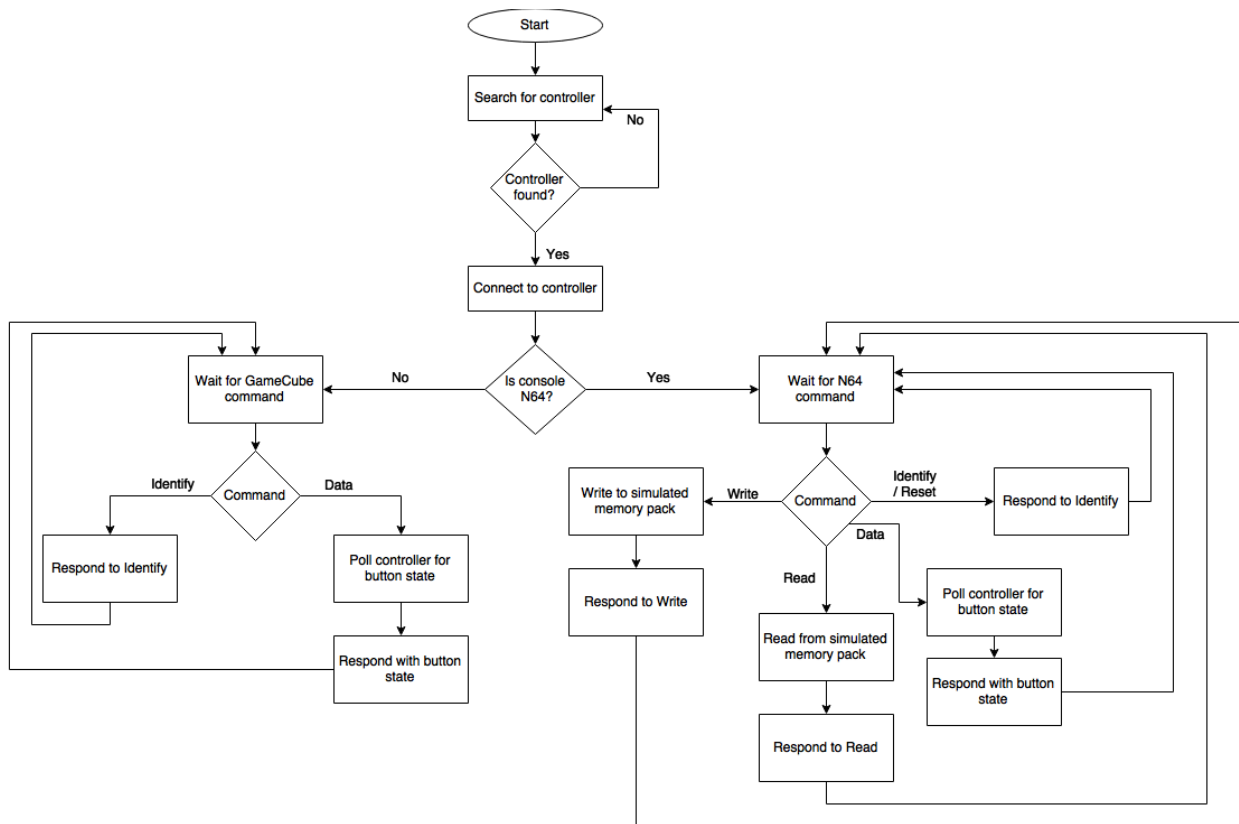 Start
Search for controller
No
Controller
found?
Yes
Connect to controller
Wait for GameCube
command
No
Is console
N64?
Yes
Wait for N64
command
Identify
Command
Data
Write to simulated
memory pack
Write
Command
Identify
/ Reset
Respond to Identify
Data
Respond to Identify
Poll controller for
button state
Respond to Write
Read
Poll controller for
button state
Respond with button
state
Read from simulated
memory pack
Respond with button
state
Respond to Read